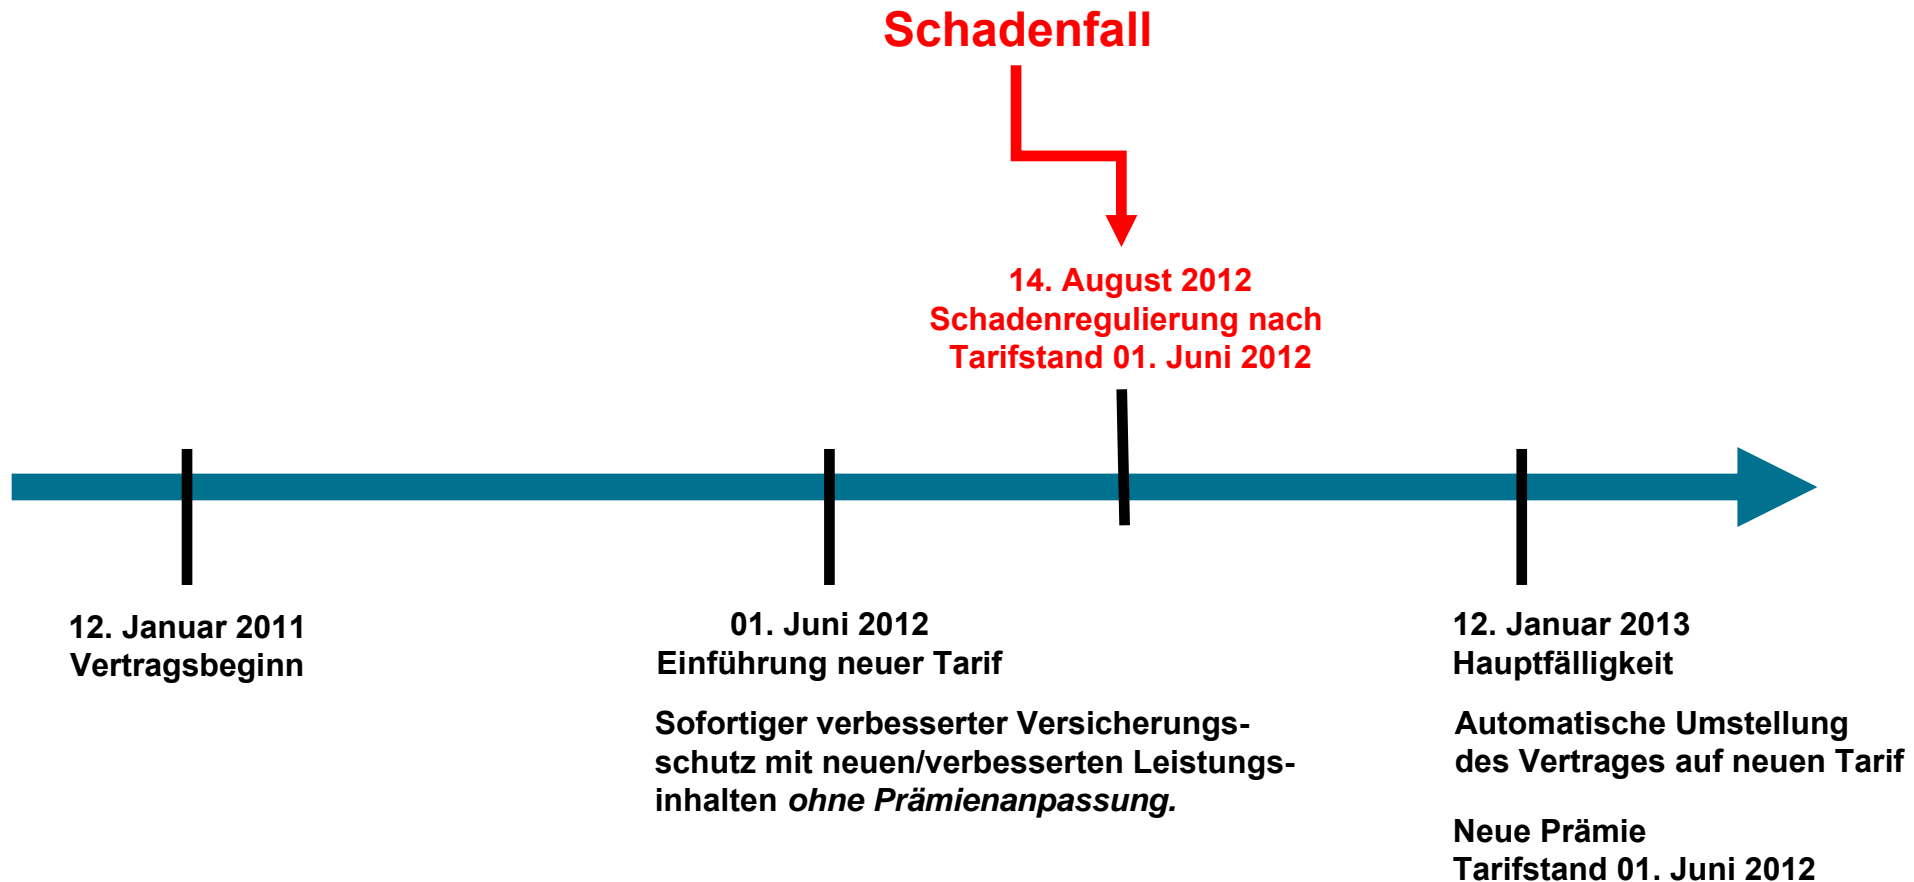 Schadenfall
14. August 2012
Schadenregulierung nach
Tarifstand 01. Juni 2012
12. Januar 2011
Vertragsbeginn
01. Juni 2012
Einführung neuer Tarif
Sofortiger verbesserter Versicherungs-
schutz mit neuen/verbesserten Leistungs-
inhalten ohne Prämienanpassung.
12. Januar 2013
Hauptfälligkeit
Automatische Umstellung
des Vertrages auf neuen Tarif
Neue Prämie
Tarifstand 01. Juni 2012